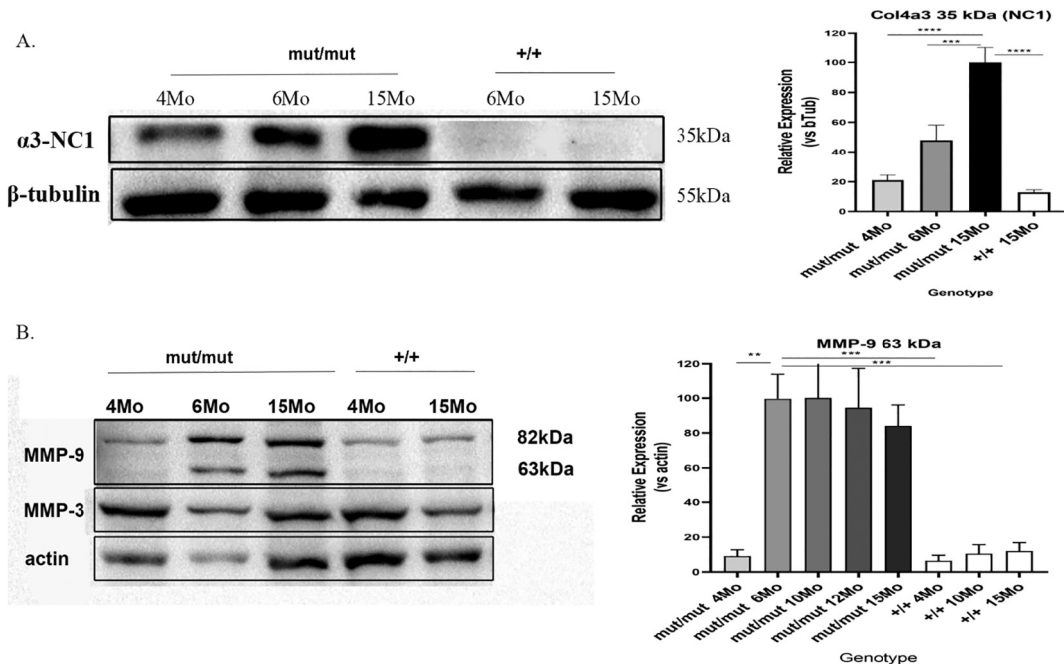 A.
mut/mut +/+
4Mo 6Mo 15Mo 6Mo 15Mo
α3-NC1 35kDa
β-tubulin 55kDa
Col4a3 35 kDa (NC1)
**** *** ****
Relative Expression
(vs bTub)
120
100
80
60
40
20
0
mut/mut 4Mo
mut/mut 6Mo
mut/mut 15Mo
+/+ 15Mo
Genotype
B.
mut/mut +/+
4Mo 6Mo 15Mo 4Mo 15Mo
MMP-9 82kDa
63kDa
MMP-3
actin
MMP-9 63 kDa
** *** ***
Relative Expression
(vs actin)
120
100
80
60
40
20
0
mut/mut 4Mo
mut/mut 6Mo
mut/mut 10Mo
mut/mut 12Mo
mut/mut 15Mo
+/+ 4Mo
+/+ 10Mo
+/+ 15Mo
Genotype